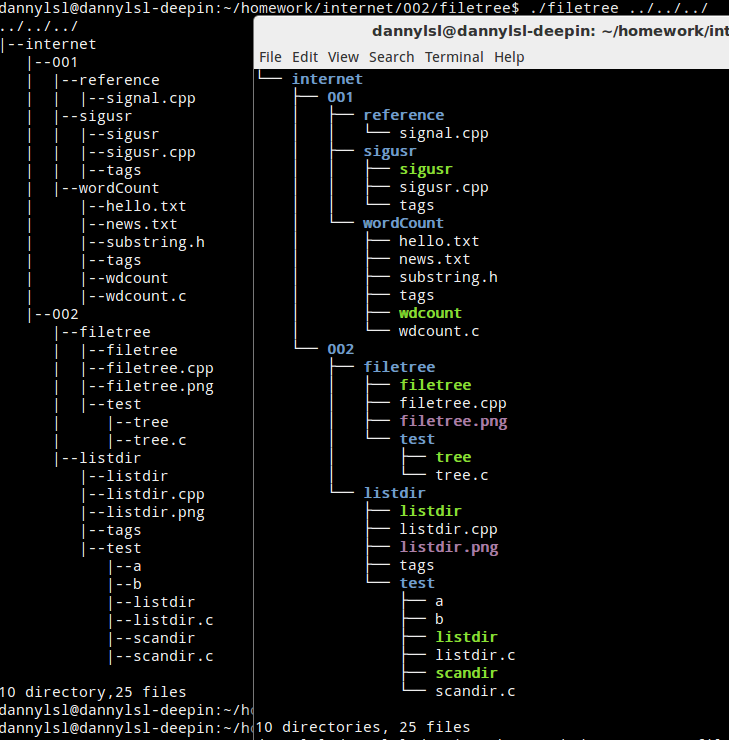 dannylsl@dannylsl-deepin:~/homework/internet/002/filetree$ ./filetree ../../../
../../../
|--internet
|  |--001
|  |  |--reference
|  |  |  |--signal.cpp
|  |  |--sigusr
|  |  |  |--sigusr
|  |  |  |--sigusr.cpp
|  |  |  |--tags
|  |  |--wordCount
|  |     |--hello.txt
|  |     |--news.txt
|  |     |--substring.h
|  |     |--tags
|  |     |--wdcount
|  |     |--wdcount.c
|  |--002
|     |--filetree
|     |  |--filetree
|     |  |--filetree.cpp
|     |  |--filetree.png
|     |  |--test
|     |     |--tree
|     |     |--tree.c
|     |--listdir
|        |--listdir
|        |--listdir.cpp
|        |--listdir.png
|        |--tags
|        |--test
|           |--a
|           |--b
|           |--listdir
|           |--listdir.c
|           |--scandir
|           |--scandir.c
10 directory,25 files
dannylsl@dannylsl-deepin:~/h
dannylsl@dannylsl-deepin:~/h
dannylsl@dannylsl-deepin: ~/homework/int
File Edit View Search Terminal Help
└── internet
    ├── 001
    │   ├── reference
    │   │   └── signal.cpp
    │   ├── sigusr
    │   │   ├── sigusr
    │   │   ├── sigusr.cpp
    │   │   └── tags
    │   └── wordCount
    │       ├── hello.txt
    │       ├── news.txt
    │       ├── substring.h
    │       ├── tags
    │       ├── wdcount
    │       └── wdcount.c
    └── 002
        ├── filetree
        │   ├── filetree
        │   ├── filetree.cpp
        │   ├── filetree.png
        │   └── test
        │       ├── tree
        │       └── tree.c
        └── listdir
            ├── listdir
            ├── listdir.cpp
            ├── listdir.png
            ├── tags
            └── test
                ├── a
                ├── b
                ├── listdir
                ├── listdir.c
                ├── scandir
                └── scandir.c
10 directories, 25 files